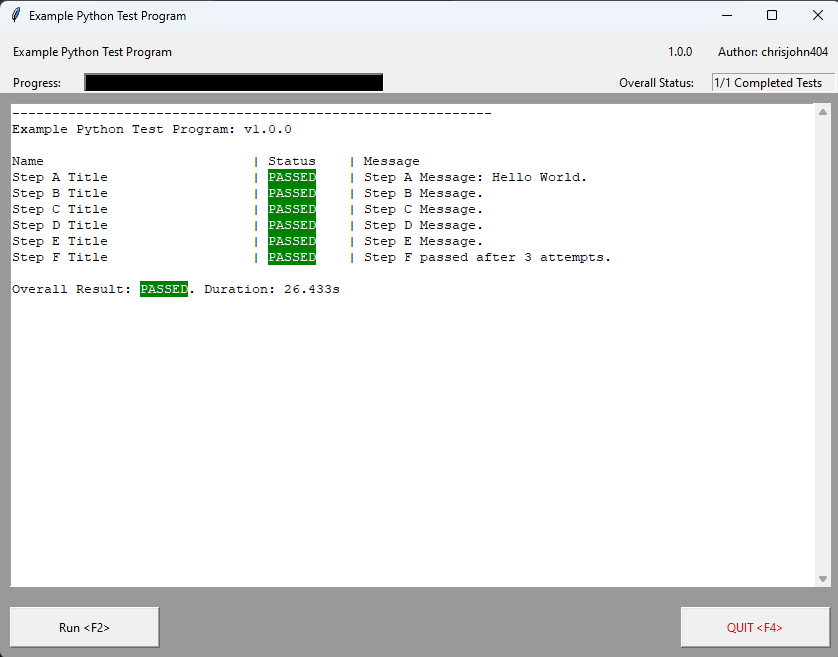 Example Python Test Program
Example Python Test Program 1.0.0 Author: chrisjohn404
Progress: Overall Status: 1/1 Completed Tests
------------------------------------------------------------
Example Python Test Program: v1.0.0
Name | Status | Message
Step A Title | PASSED | Step A Message: Hello World.
Step B Title | PASSED | Step B Message.
Step C Title | PASSED | Step C Message.
Step D Title | PASSED | Step D Message.
Step E Title | PASSED | Step E Message.
Step F Title | PASSED | Step F passed after 3 attempts.
Overall Result: PASSED. Duration: 26.433s
Run <F2> QUIT <F4>